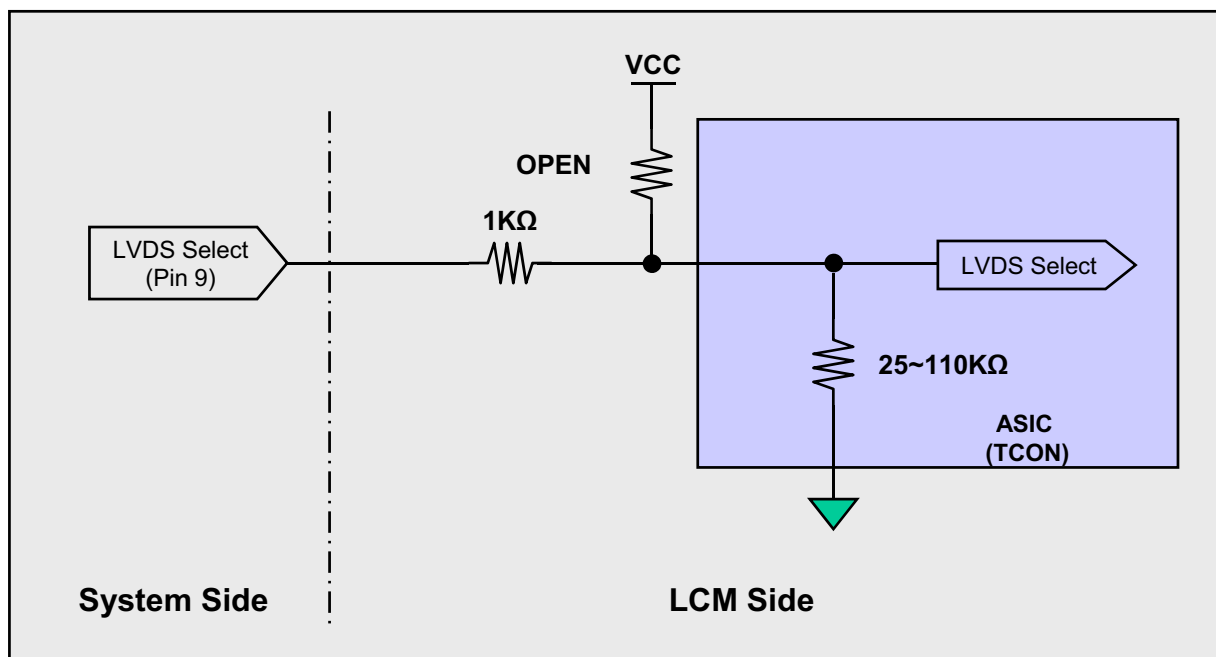 VCC
OPEN
1KΩ
LVDS Select
(Pin 9)
LVDS Select
25~110KΩ
ASIC
(TCON)
System Side
LCM Side